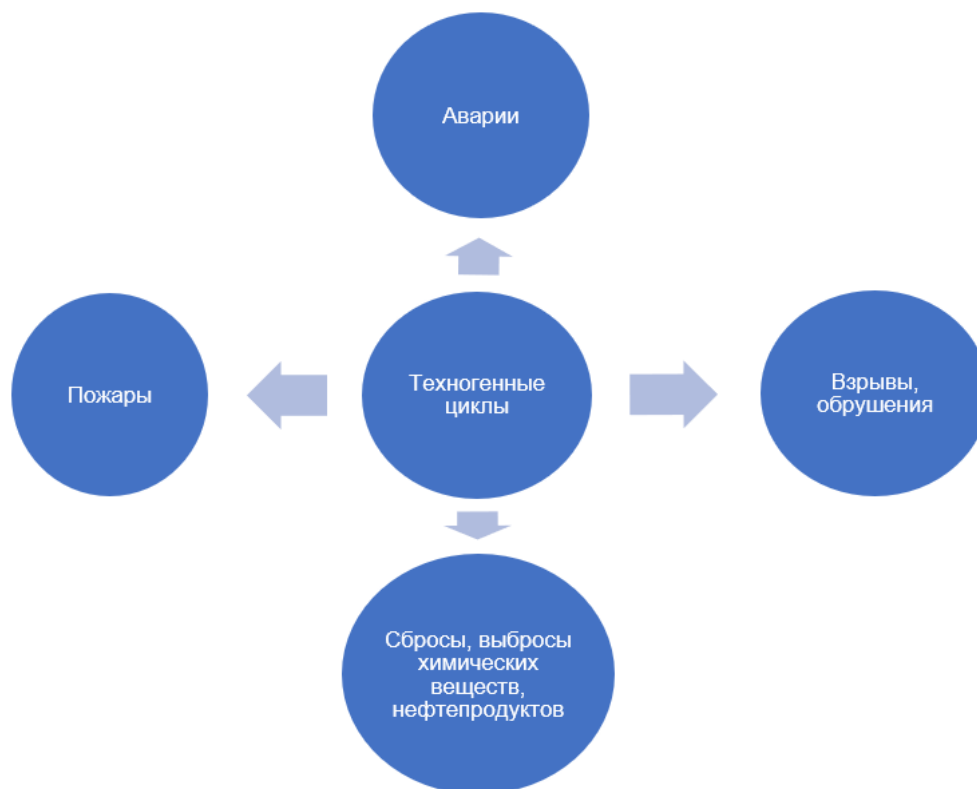 Аварии
Пожары
Техногенные
циклы
Взрывы,
обрушения
Сбросы, выбросы
химических
веществ,
нефтепродуктов